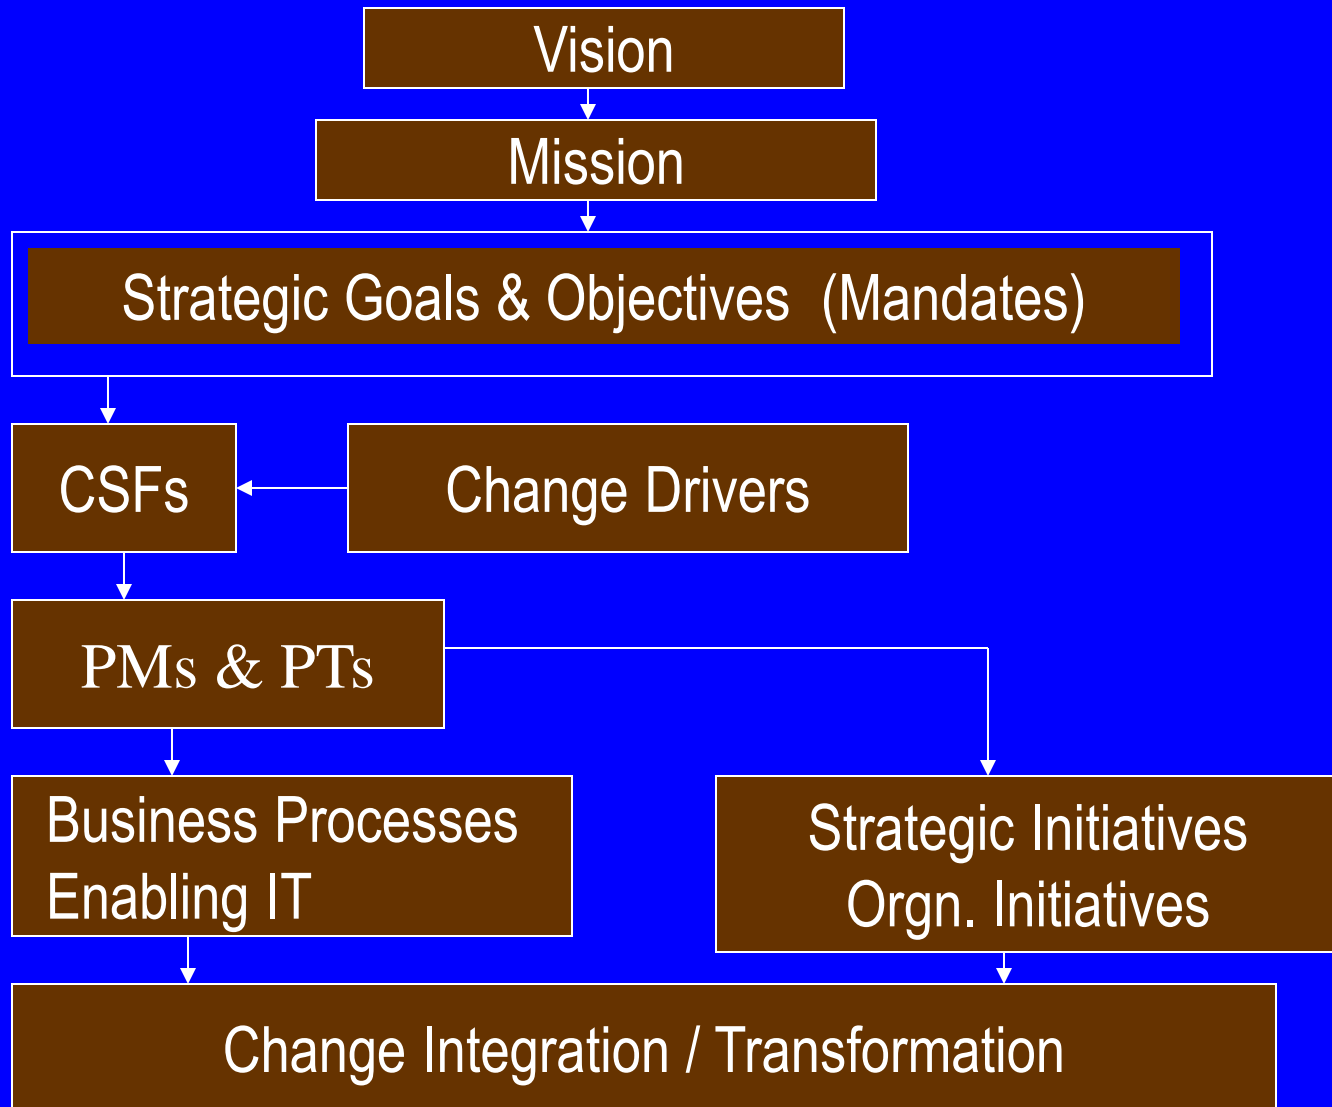 Vision
Mission
Strategic Goals & Objectives (Mandates)
CSFs
Change Drivers
PMs & PTs
Business Processes
Enabling IT
Strategic Initiatives
Orgn. Initiatives
Change Integration / Transformation